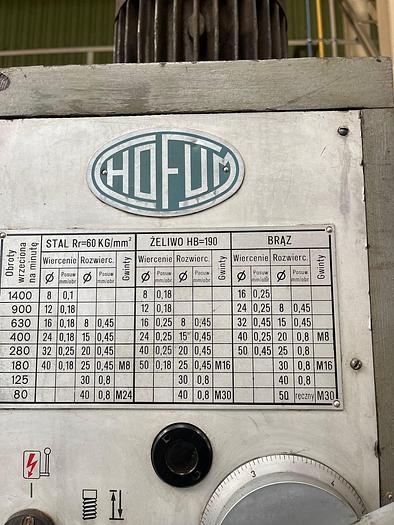 HOFUM
Obroty wrzeciona na minutę | STAL Rr=60 KG/mm² | ŻELIWO HB=190 | BRĄZ
Wiercenie | Rozwierc. | Gwinty | Wiercenie | Rozwierc. | Gwinty | Wiercenie | Rozwierc. | Gwinty
Ø | Posuw mm/obr | Ø | Posuw mm/obr | Ø | Posuw mm/obr | Ø | Posuw mm/obr | Ø | Posuw mm/obr | Ø | Posuw mm/obr
1400 | 8 | 0,1 | 8 | 0,18 | 16 | 0,25
900 | 12 | 0,18 | 12 | 0,18 | 24 | 0,25 | 8 | 0,45
630 | 16 | 0,18 | 8 | 0,45 | 16 | 0,25 | 8 | 0,45 | 32 | 0,45 | 15 | 0,45
400 | 24 | 0,18 | 15 | 0,45 | 24 | 0,25 | 15 | 0,45 | 40 | 0,25 | 20 | 0,8 | M8
280 | 32 | 0,25 | 20 | 0,45 | 40 | 0,25 | 20 | 0,45 | 50 | 0,45 | 25 | 0,8
180 | 40 | 0,18 | 25 | 0,45 | M8 | 50 | 0,18 | 25 | 0,45 | M16 | 30 | 0,8 | M16
125 | 30 | 0,8 | 30 | 0,8 | 40 | 0,8
80 | 40 | 0,8 | M24 | 40 | 0,8 | M30 | 50 | ręczny | M30
3 4